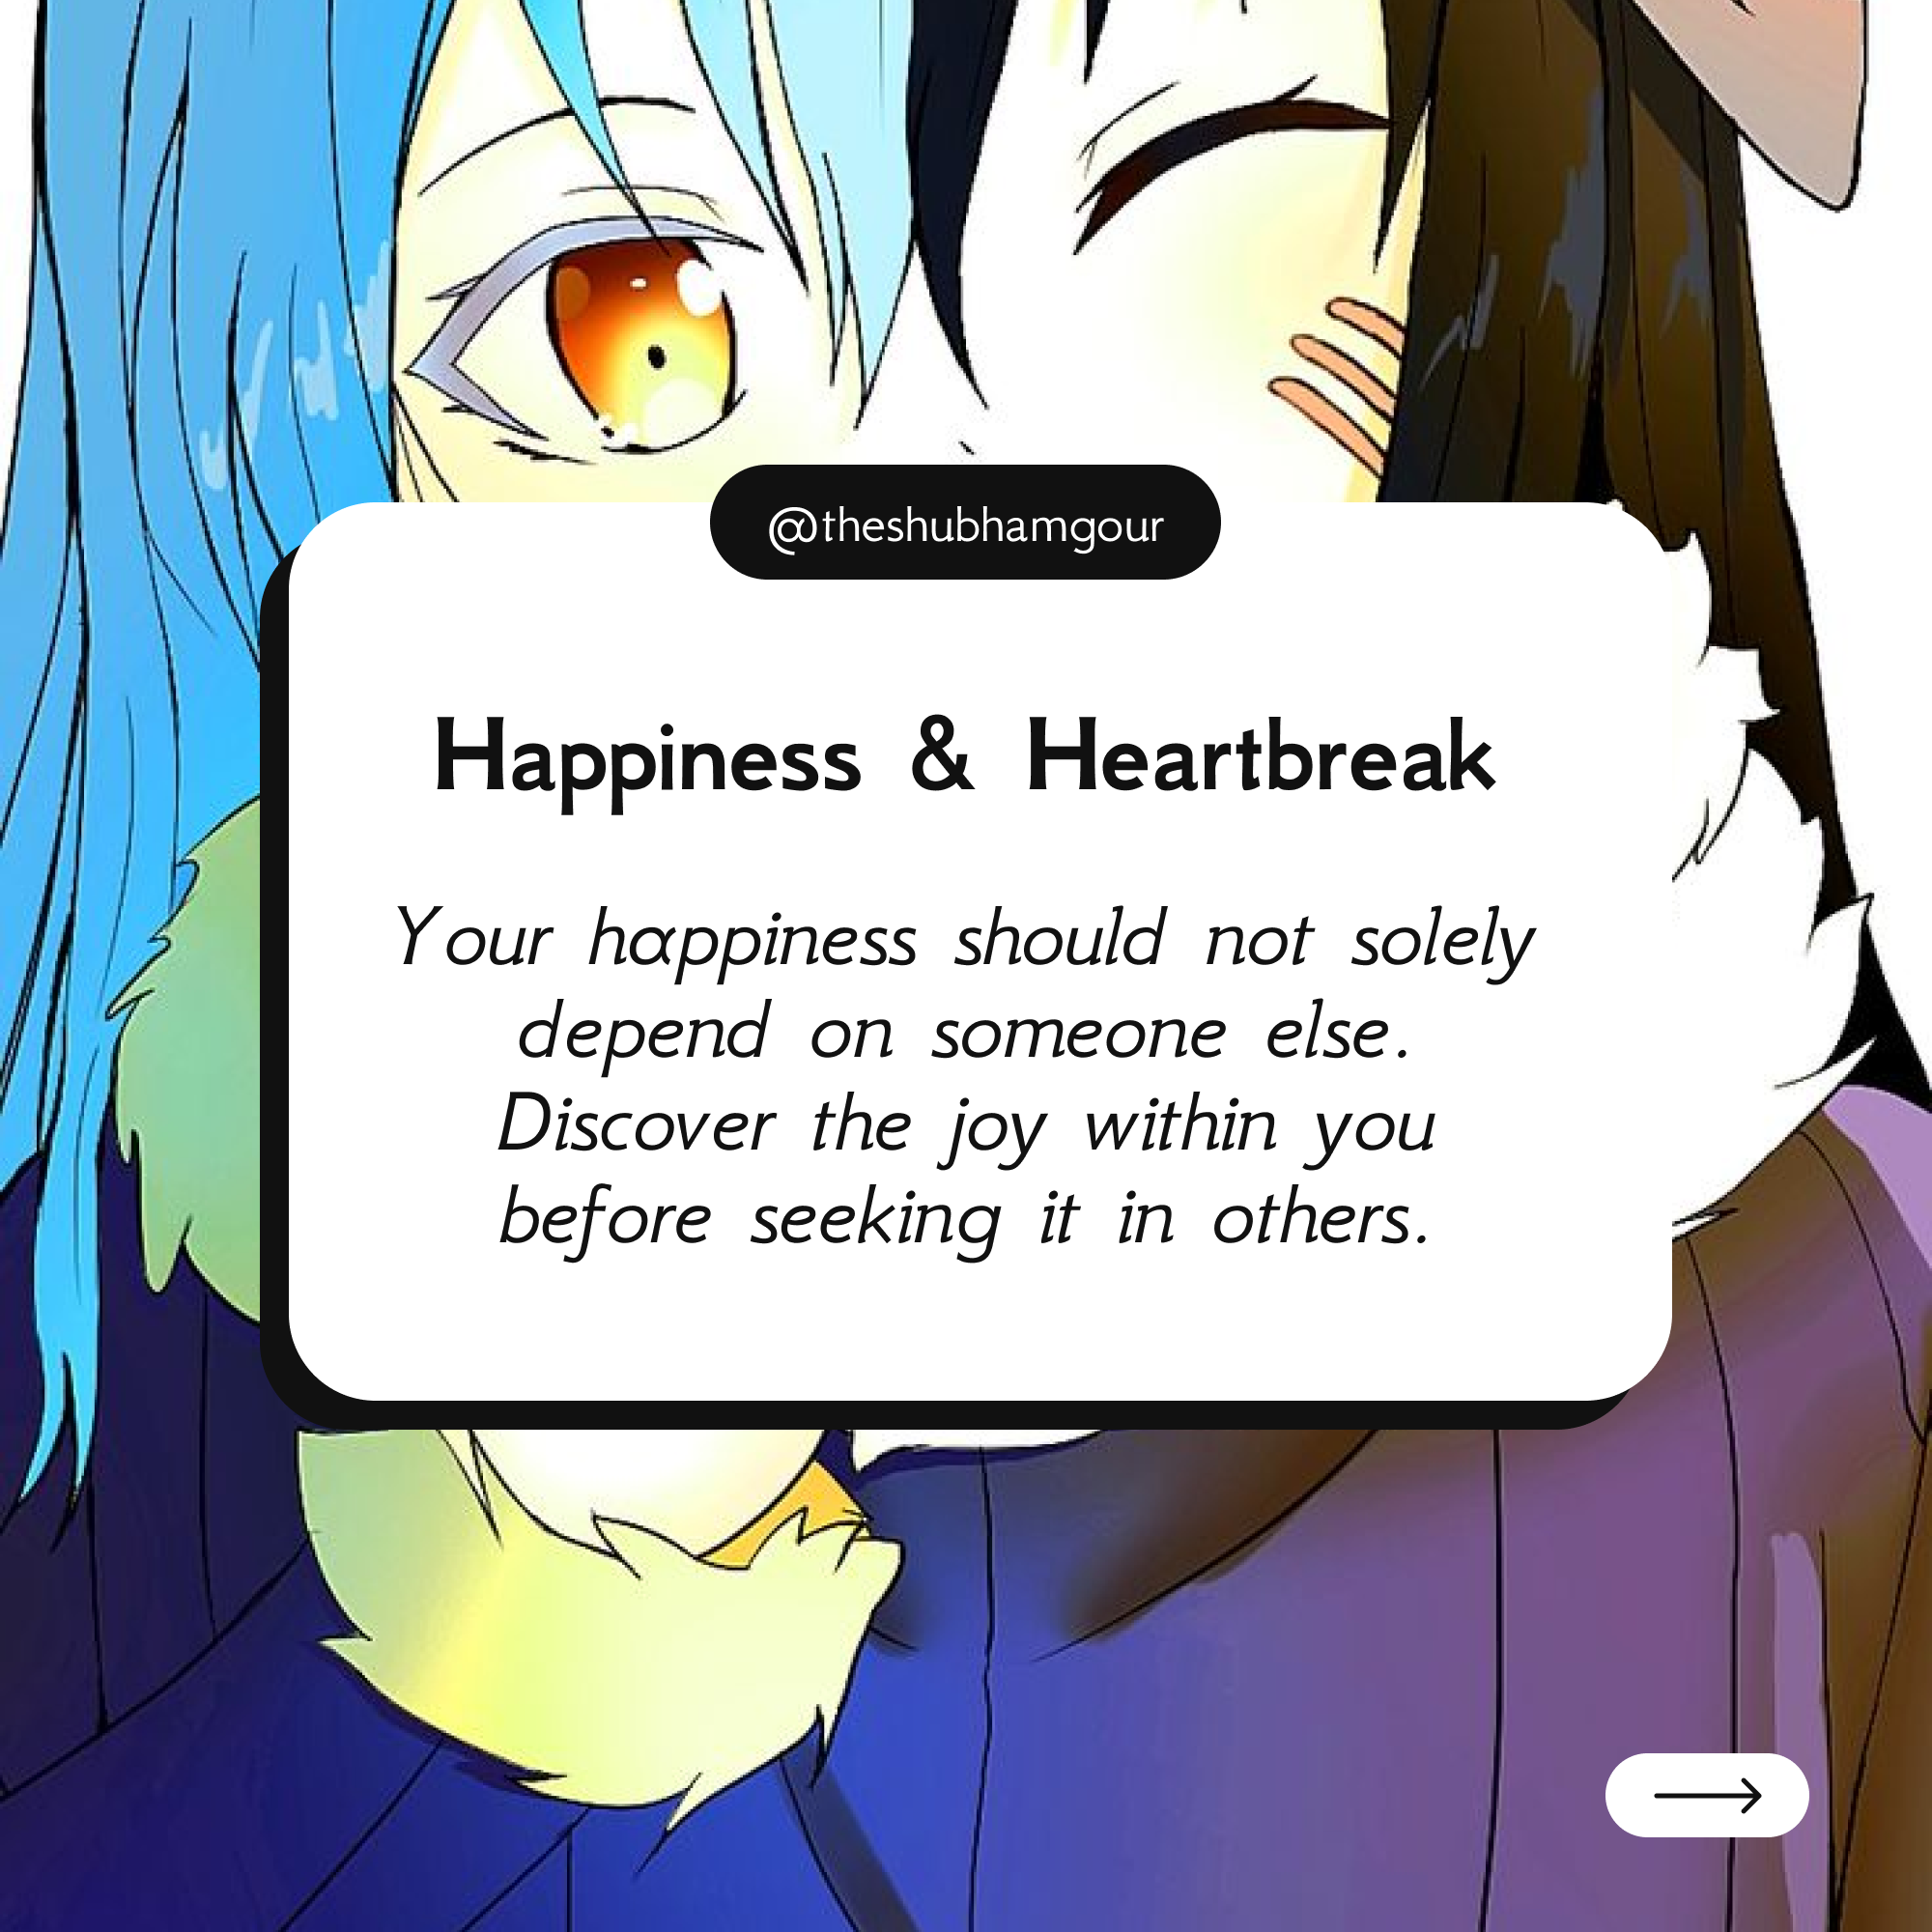 @theshubhamgour
Happiness & Heartbreak
Your happiness should not solely
depend on someone else.
Discover the joy within you
before seeking it in others.